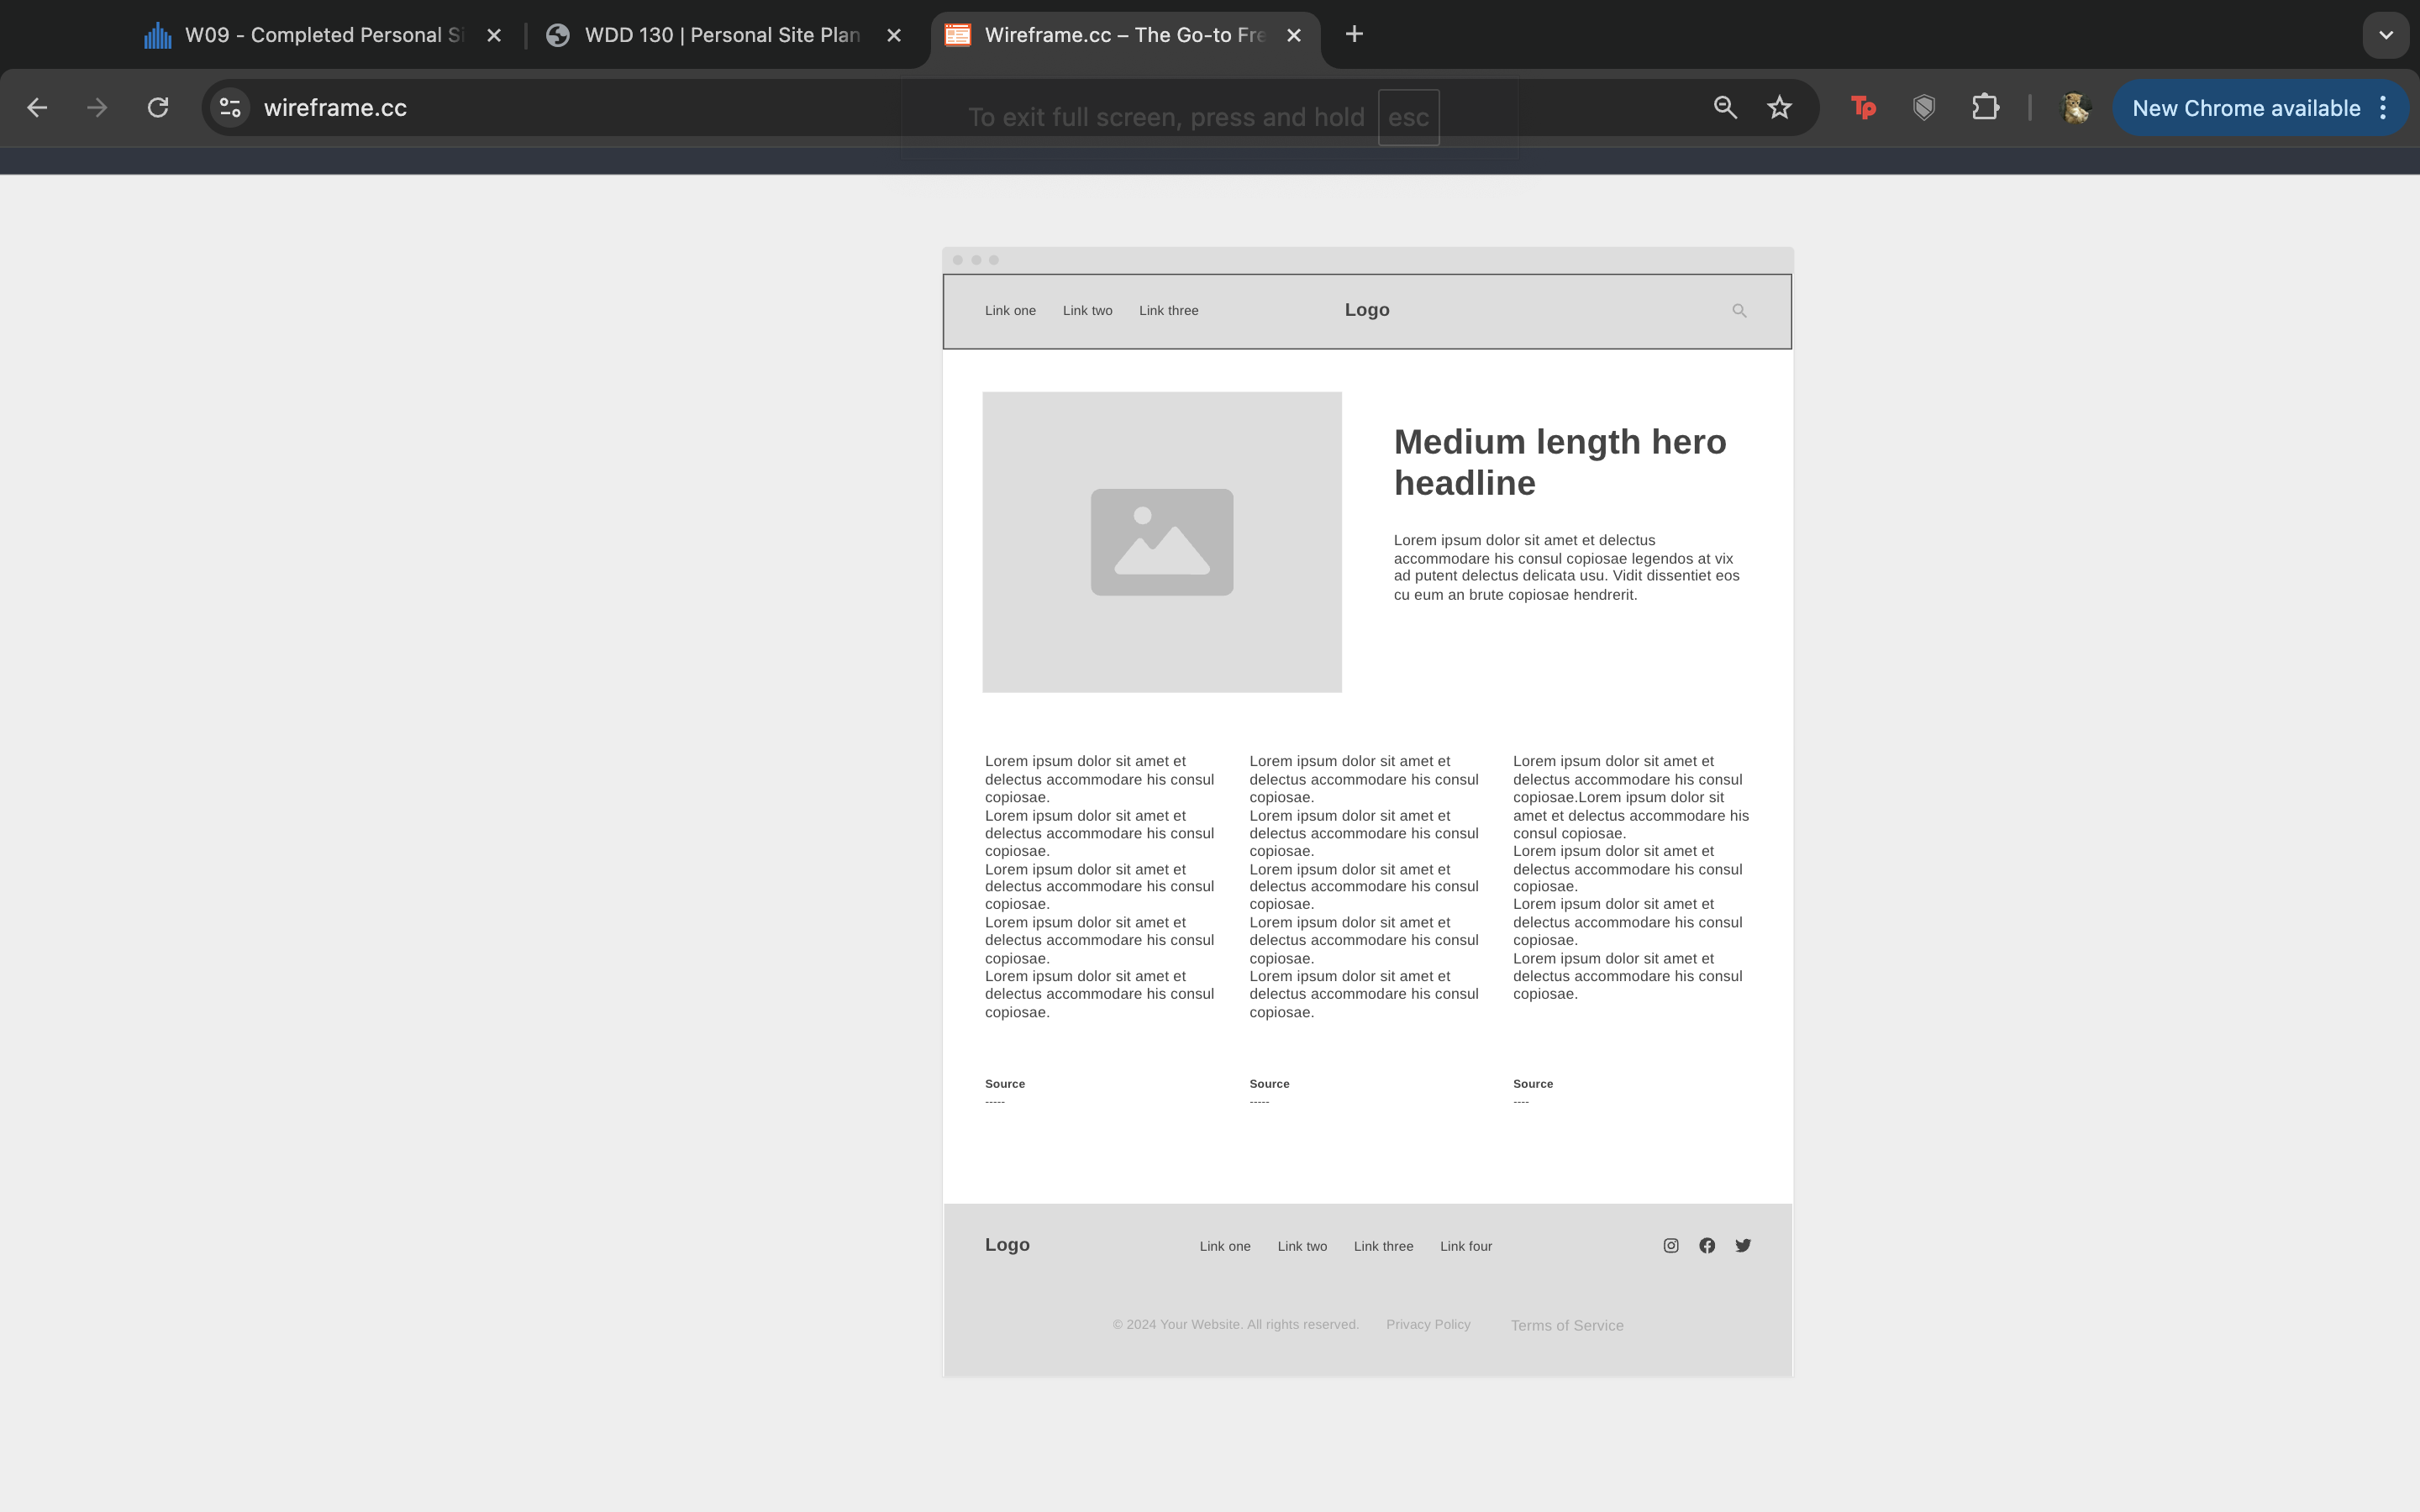 W09 - Completed Personal Si
WDD 130 | Personal Site Plan
Wireframe.cc – The Go-to Fre
wireframe.cc
To exit full screen, press and hold esc
Tp
New Chrome available
Link one Link two Link three
Logo
Medium length hero
headline
Lorem ipsum dolor sit amet et delectus
accommodare his consul copiosae legendos at vix
ad putent delectus delicata usu. Vidit dissentiet eos
cu eum an brute copiosae hendrerit.
Lorem ipsum dolor sit amet et
delectus accommodare his consul
copiosae.
Lorem ipsum dolor sit amet et
delectus accommodare his consul
copiosae.
Lorem ipsum dolor sit amet et
delectus accommodare his consul
copiosae.
Lorem ipsum dolor sit amet et
delectus accommodare his consul
copiosae.
Lorem ipsum dolor sit amet et
delectus accommodare his consul
copiosae.
Source
-----
Lorem ipsum dolor sit amet et
delectus accommodare his consul
copiosae.
Lorem ipsum dolor sit amet et
delectus accommodare his consul
copiosae.
Lorem ipsum dolor sit amet et
delectus accommodare his consul
copiosae.
Lorem ipsum dolor sit amet et
delectus accommodare his consul
copiosae.
Lorem ipsum dolor sit amet et
delectus accommodare his consul
copiosae.
Source
-----
Lorem ipsum dolor sit amet et
delectus accommodare his consul
copiosae.Lorem ipsum dolor sit
amet et delectus accommodare his
consul copiosae.
Lorem ipsum dolor sit amet et
delectus accommodare his consul
copiosae.
Lorem ipsum dolor sit amet et
delectus accommodare his consul
copiosae.
Lorem ipsum dolor sit amet et
delectus accommodare his consul
copiosae.
Source
----
Logo
Link one Link two Link three Link four
© 2024 Your Website. All rights reserved. Privacy Policy Terms of Service